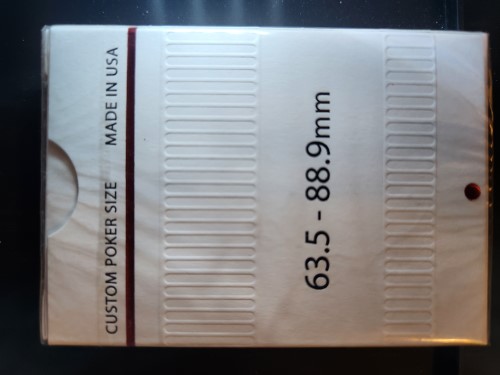 CUSTOM POKER SIZE MADE IN USA
63.5 - 88.9mm